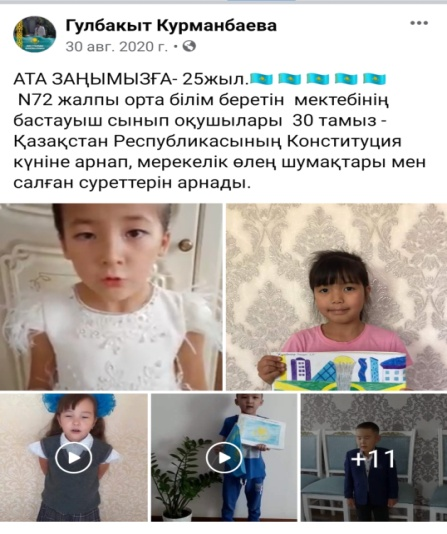 Гулбакыт Курманбаева
30 авг. 2020 г.
АТА ЗАҢЫМЫЗҒА- 25жыл.🇰🇿 🇰🇿 🇰🇿 🇰🇿 🇰🇿
N72 жалпы орта білім беретін мектебінің
бастауыш сынып оқушылары 30 тамыз -
Қазақстан Республикасының Конституция
күніне арнап, мерекелік өлең шумақтары мен
салған суреттерін арнады.
+11